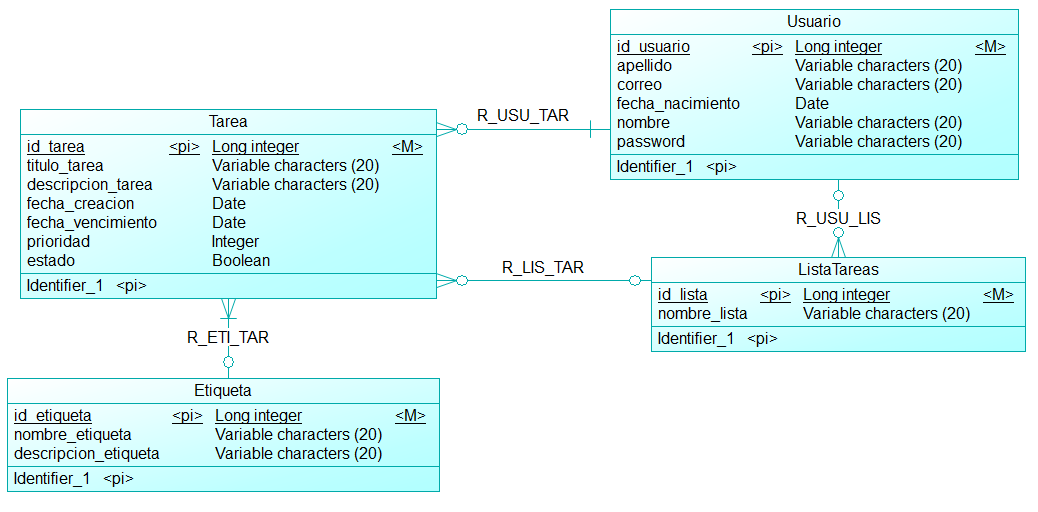 Usuario
id_usuario <pi> Long integer <M>
apellido Variable characters (20)
correo Variable characters (20)
fecha_nacimiento Date
nombre Variable characters (20)
password Variable characters (20)
Identifier_1 <pi>
R_USU_TAR
Tarea
id_tarea <pi> Long integer <M>
titulo_tarea Variable characters (20)
descripcion_tarea Variable characters (20)
fecha_creacion Date
fecha_vencimiento Date
prioridad Integer
estado Boolean
Identifier_1 <pi>
R_USU_LIS
R_LIS_TAR
ListaTareas
id_lista <pi> Long integer <M>
nombre_lista Variable characters (20)
Identifier_1 <pi>
R_ETI_TAR
Etiqueta
id_etiqueta <pi> Long integer <M>
nombre_etiqueta Variable characters (20)
descripcion_etiqueta Variable characters (20)
Identifier_1 <pi>